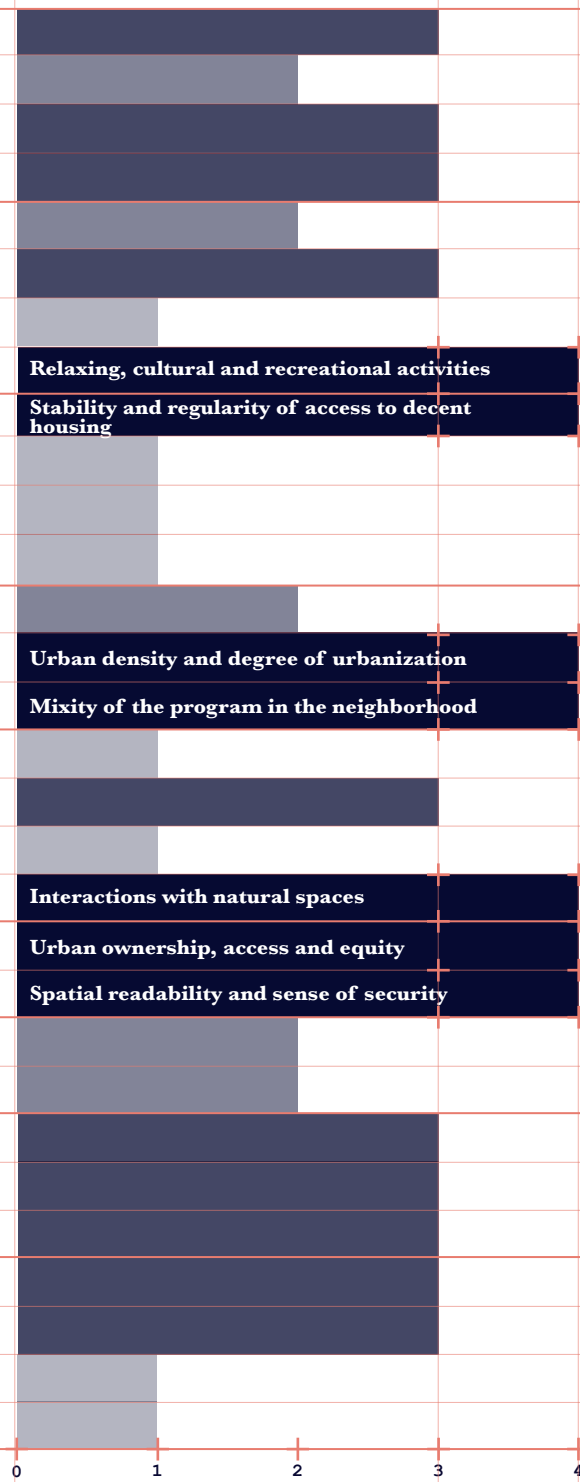 Relaxing, cultural and recreational activities
Stability and regularity of access to decent
housing
Urban density and degree of urbanization
Mixity of the program in the neighborhood
Interactions with natural spaces
Urban ownership, access and equity
Spatial readability and sense of security
0 1 2 3 4